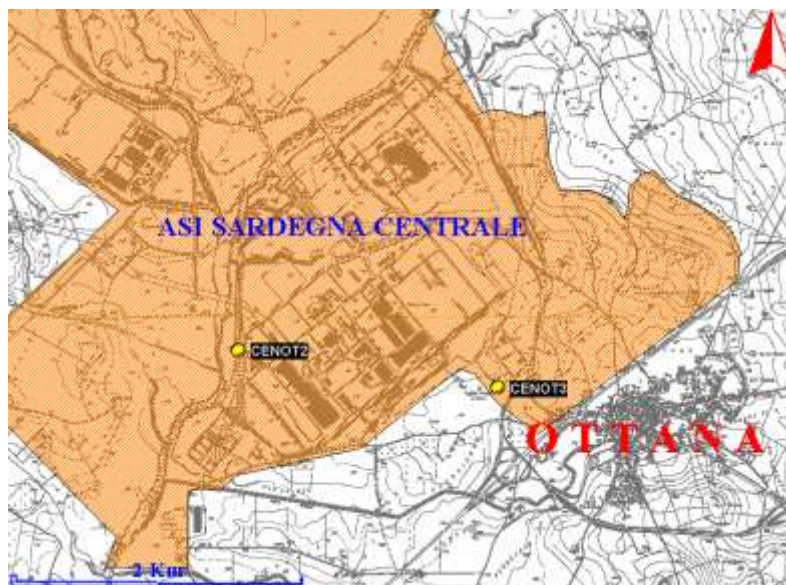 ASI SARDEGNA CENTRALE
CENOT2
CENOT3
OTTANA
2 Km